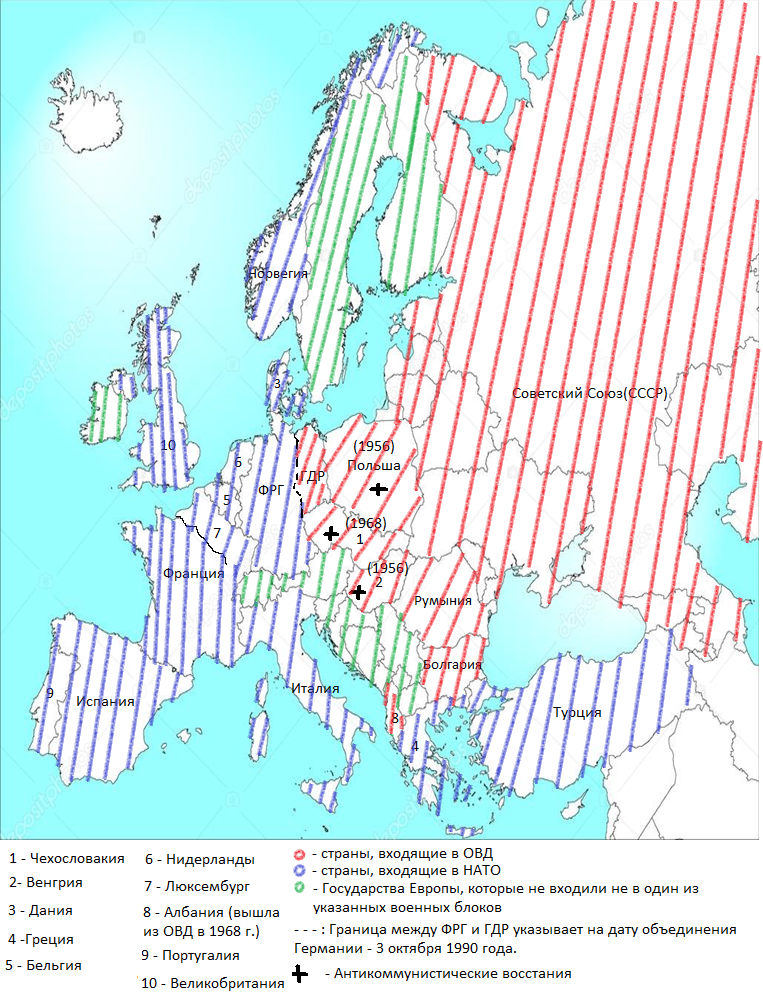 Норвегия
Советский Союз(СССР)
3
10
6
5
7
ФРГ
ГДР
(1956)
Польша
(1968)
1
(1956)
2
Франция
Румыния
Болгария
9
Испания
Италия
8
4
Турция
1 - Чехословакия
2- Венгрия
3 - Дания
4 -Греция
5 - Бельгия
6 - Нидерланды
7 - Люксембург
8 - Албания (вышла
из ОВД в 1968 г.)
9 - Португалия
10 - Великобритания
- страны, входящие в ОВД
- страны, входящие в НАТО
- Государства Европы, которые не входили не в один из
указанных военных блоков
- - - : Граница между ФРГ и ГДР указывает на дату объединения
Германии - 3 октября 1990 года.
- Антикоммунистические восстания
depositphotos